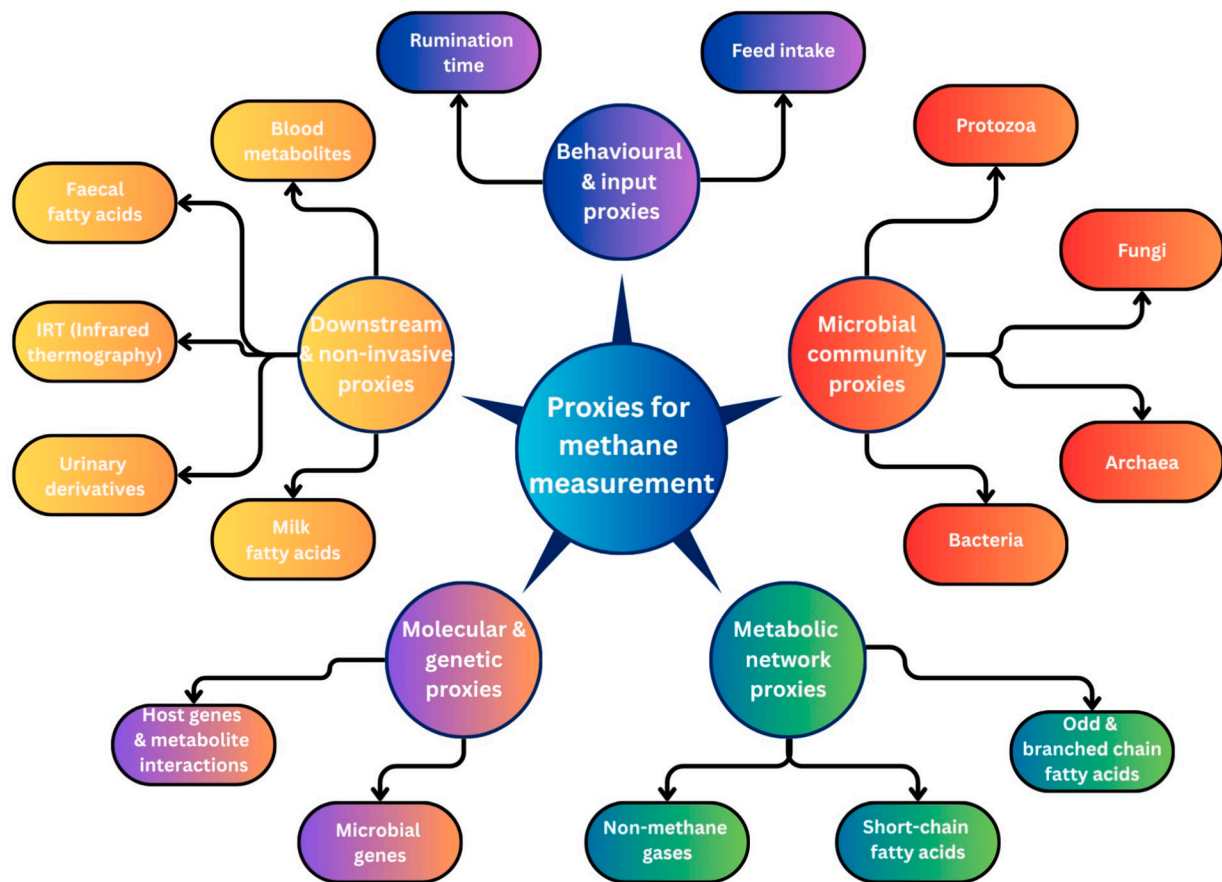 Rumination
time
Feed intake
Behavioural
& input
proxies
Blood
metabolites
Faecal
fatty acids
IRT (Infrared
thermography)
Urinary
derivatives
Milk
fatty acids
Downstream
& non-invasive
proxies
Protozoa
Fungi
Archaea
Bacteria
Microbial
community
proxies
Proxies for
methane
measurement
Molecular &
genetic
proxies
Host genes
& metabolite
interactions
Microbial
genes
Metabolic
network
proxies
Non-methane
gases
Short-chain
fatty acids
Odd &
branched chain
fatty acids